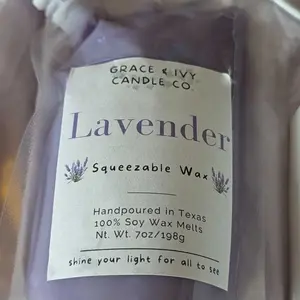 GRACE & IVY
CANDLE CO.
Lavender
Squeezable Wax
Handpoured in Texas
100% Soy Wax Melts
Nt. Wt. 7oz/198g
shine your light for all to see